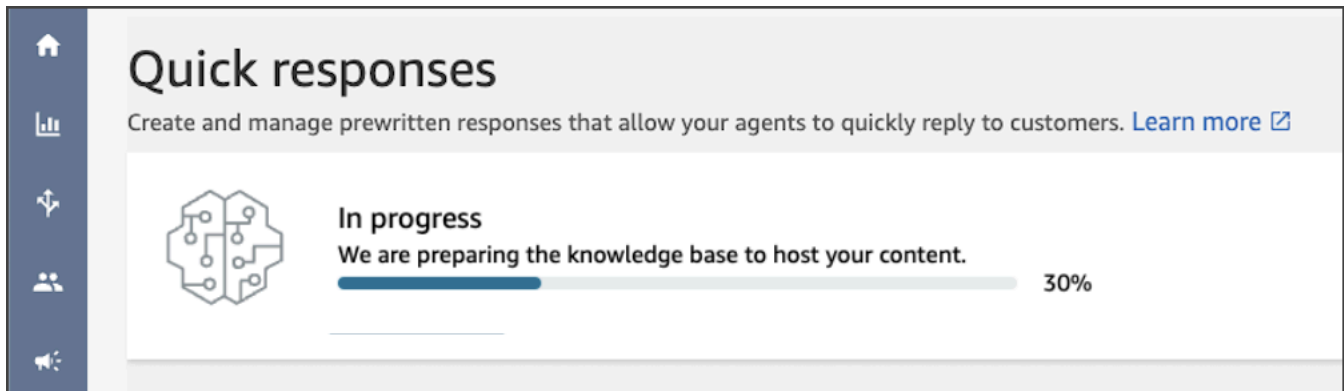 Quick responses
Create and manage prewritten responses that allow your agents to quickly reply to customers. Learn more
In progress
We are preparing the knowledge base to host your content.
30%